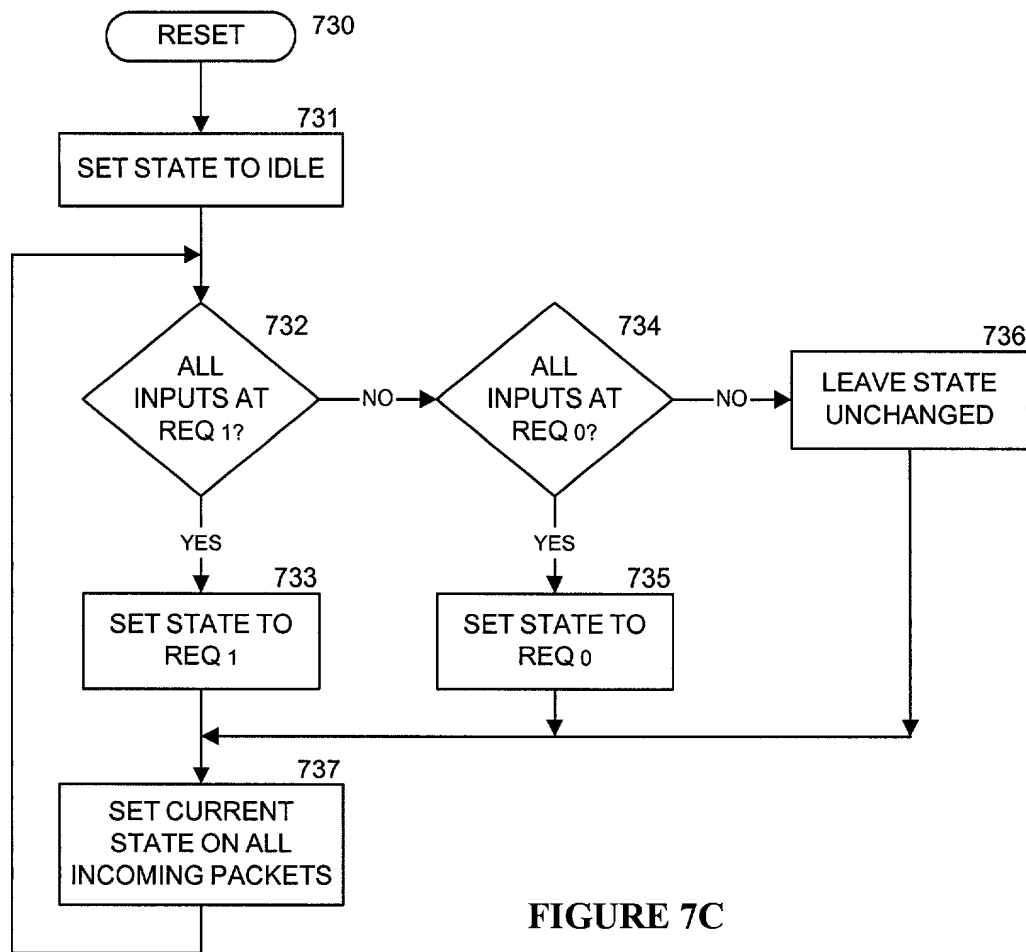 RESET
730
731
SET STATE TO IDLE
732
ALL
INPUTS AT
REQ 1?
NO
734
ALL
INPUTS AT
REQ 0?
NO
736
LEAVE STATE
UNCHANGED
YES
YES
733
SET STATE TO
REQ 1
735
SET STATE TO
REQ 0
737
SET CURRENT
STATE ON ALL
INCOMING PACKETS
FIGURE 7C